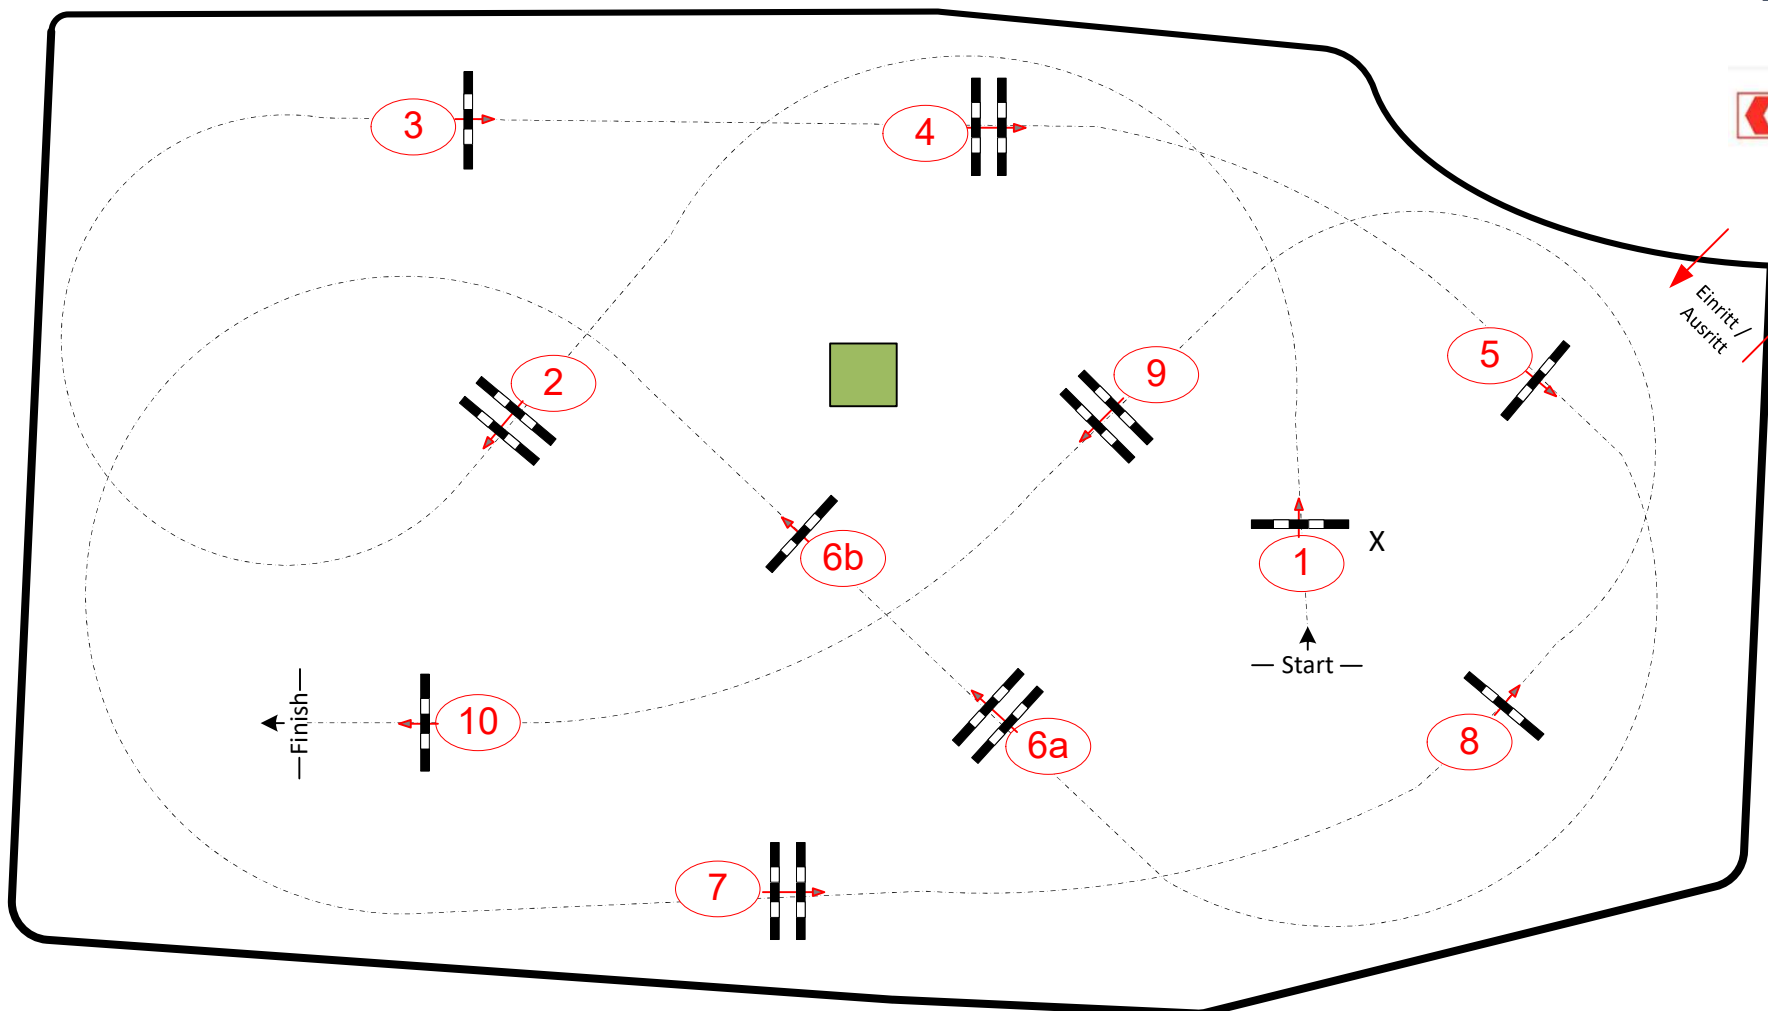 3
4
Einritt /
Ausritt
2
9
5
6b
1
X
— Start —
—Finish—
10
6a
8
7